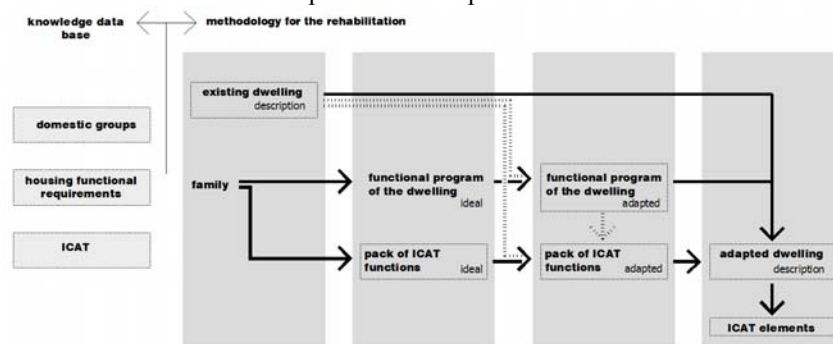 knowledge data
base
methodology for the rehabilitation
existing dwelling
description
domestic groups
housing functional
requirements
ICAT
family
functional program
of the dwelling
ideal
functional program
of the dwelling
adapted
pack of ICAT
functions
ideal
pack of ICAT
functions
adapted
adapted dwelling
description
ICAT elements